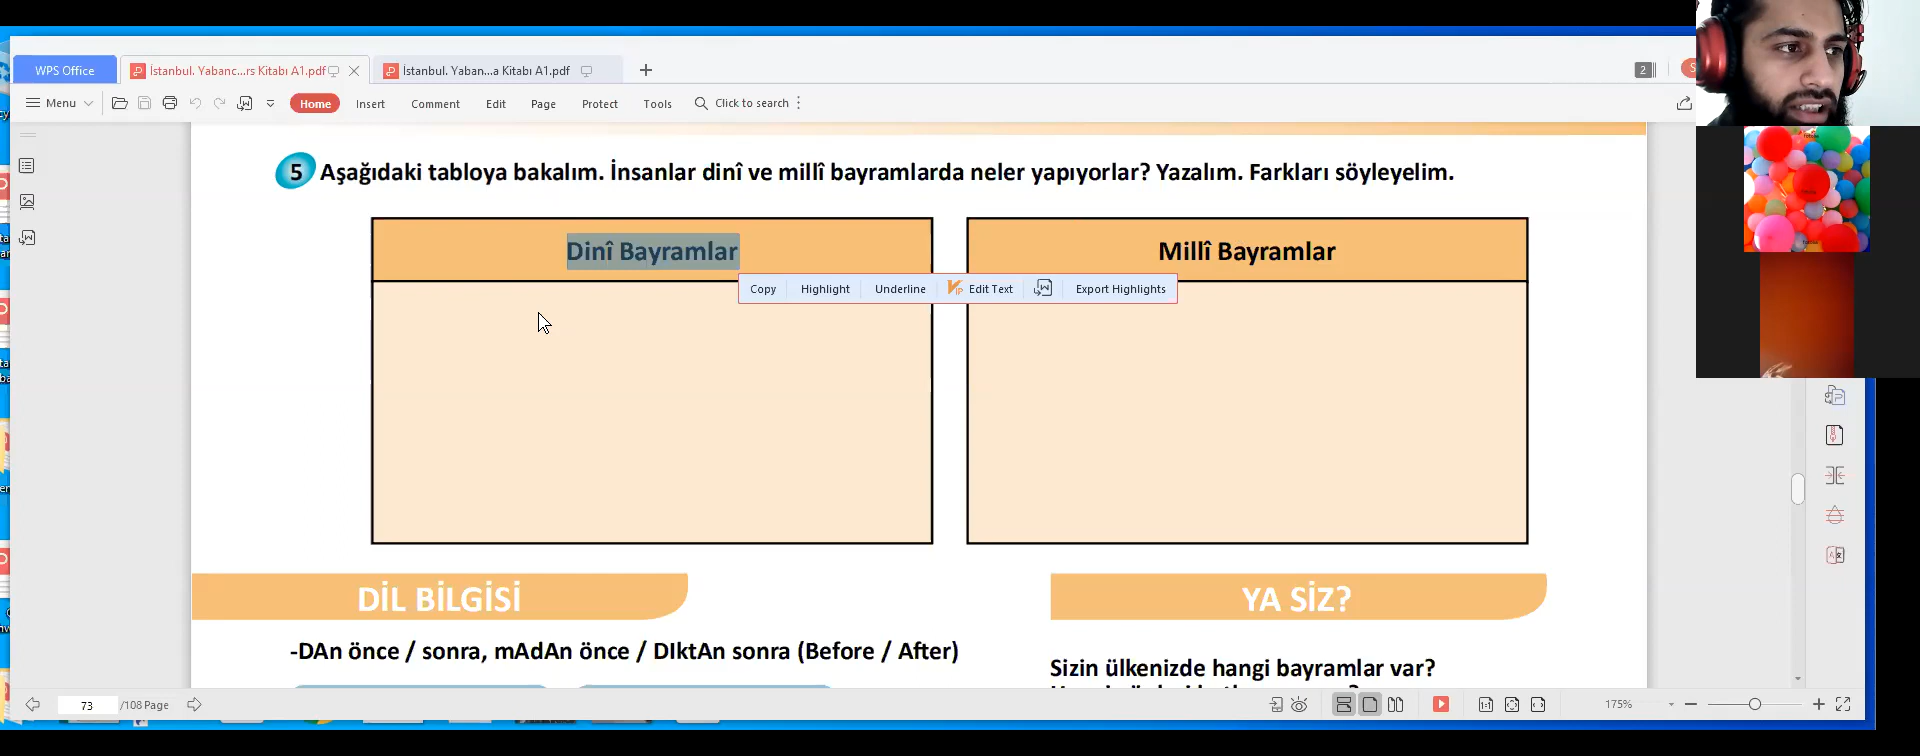 WPS Office
İstanbul. Yabanc...rs Kitabı A1.pdf
İstanbul. Yaban...a Kitabı A1.pdf
2
Menu
Home
Insert
Comment
Edit
Page
Protect
Tools
Click to search
5 Aşağıdaki tabloya bakalım. İnsanlar dinî ve millî bayramlarda neler yapıyorlar? Yazalım. Farkları söyleyelim.
Dinî Bayramlar
Millî Bayramlar
Copy
Highlight
Underline
Edit Text
Export Highlights
DİL BİLGİSİ
YA SİZ?
-DAn önce / sonra, mAdAn önce / DIktAn sonra (Before / After)
Sizin ülkenizde hangi bayramlar var?
73 /108 Page
175%